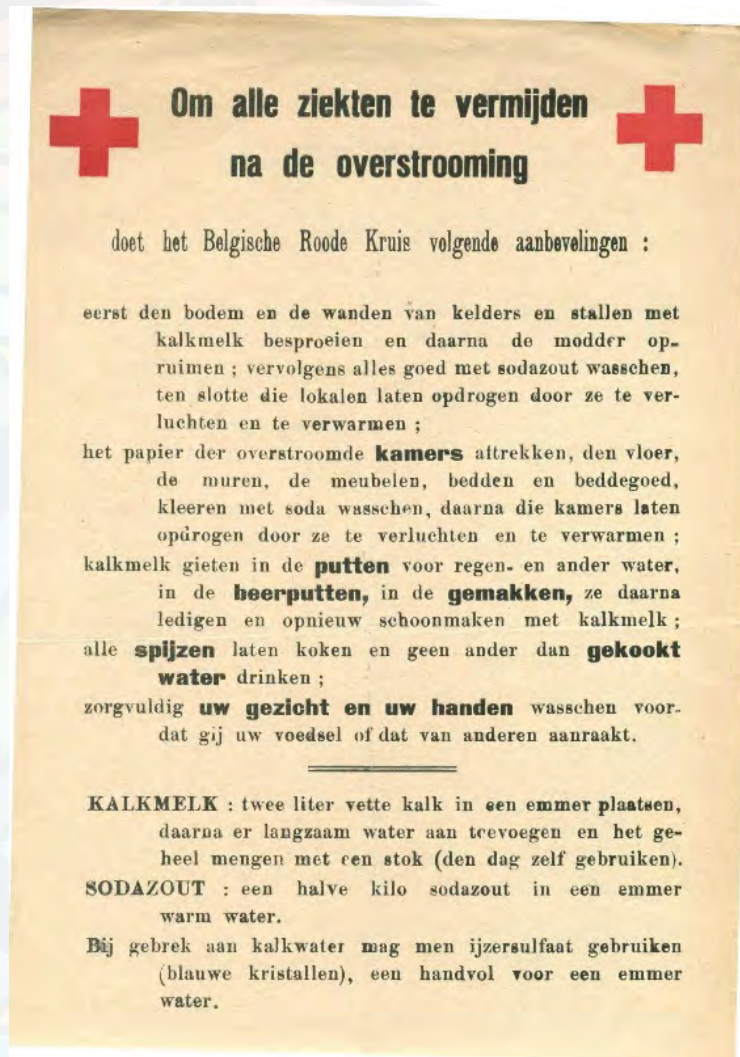 Om alle ziekten te vermijden
na de overstrooming
doet het Belgische Roode Kruis volgende aanbevelingen :
eerst den bodem en de wanden van kelders en stallen met
kalkmelk besproeien en daarna de modder op-
ruimen ; vervolgens alles goed met sodazout wasschen,
ten slotte die lokalen laten opdrogen door ze te ver-
luchten en te verwarmen ;
het papier der overstroomde kamers aftrekken, den vloer,
de muren, de meubelen, bedden en beddegoed,
kleeren met soda wasschen, daarna die kamers laten
opdrogen door ze te verluchten en te verwarmen ;
kalkmelk gieten in de putten voor regen- en ander water,
in de beerputten, in de gemakken, ze daarna
ledigen en opnieuw schoonmaken met kalkmelk ;
alle spijzen laten koken en geen ander dan gekookt
water drinken ;
zorgvuldig uw gezicht en uw handen wasschen voor-
dat gij uw voedsel of dat van anderen aanraakt.
KALKMELK : twee liter vette kalk in een emmer plaatsen,
daarna er langzaam water aan toevoegen en het ge-
heel mengen met een stok (den dag zelf gebruiken).
SODAZOUT : een halve kilo sodazout in een emmer
warm water.
Bij gebrek aan kalkwater mag men ijzersulfaat gebruiken
(blauwe kristallen), een handvol voor een emmer
water.